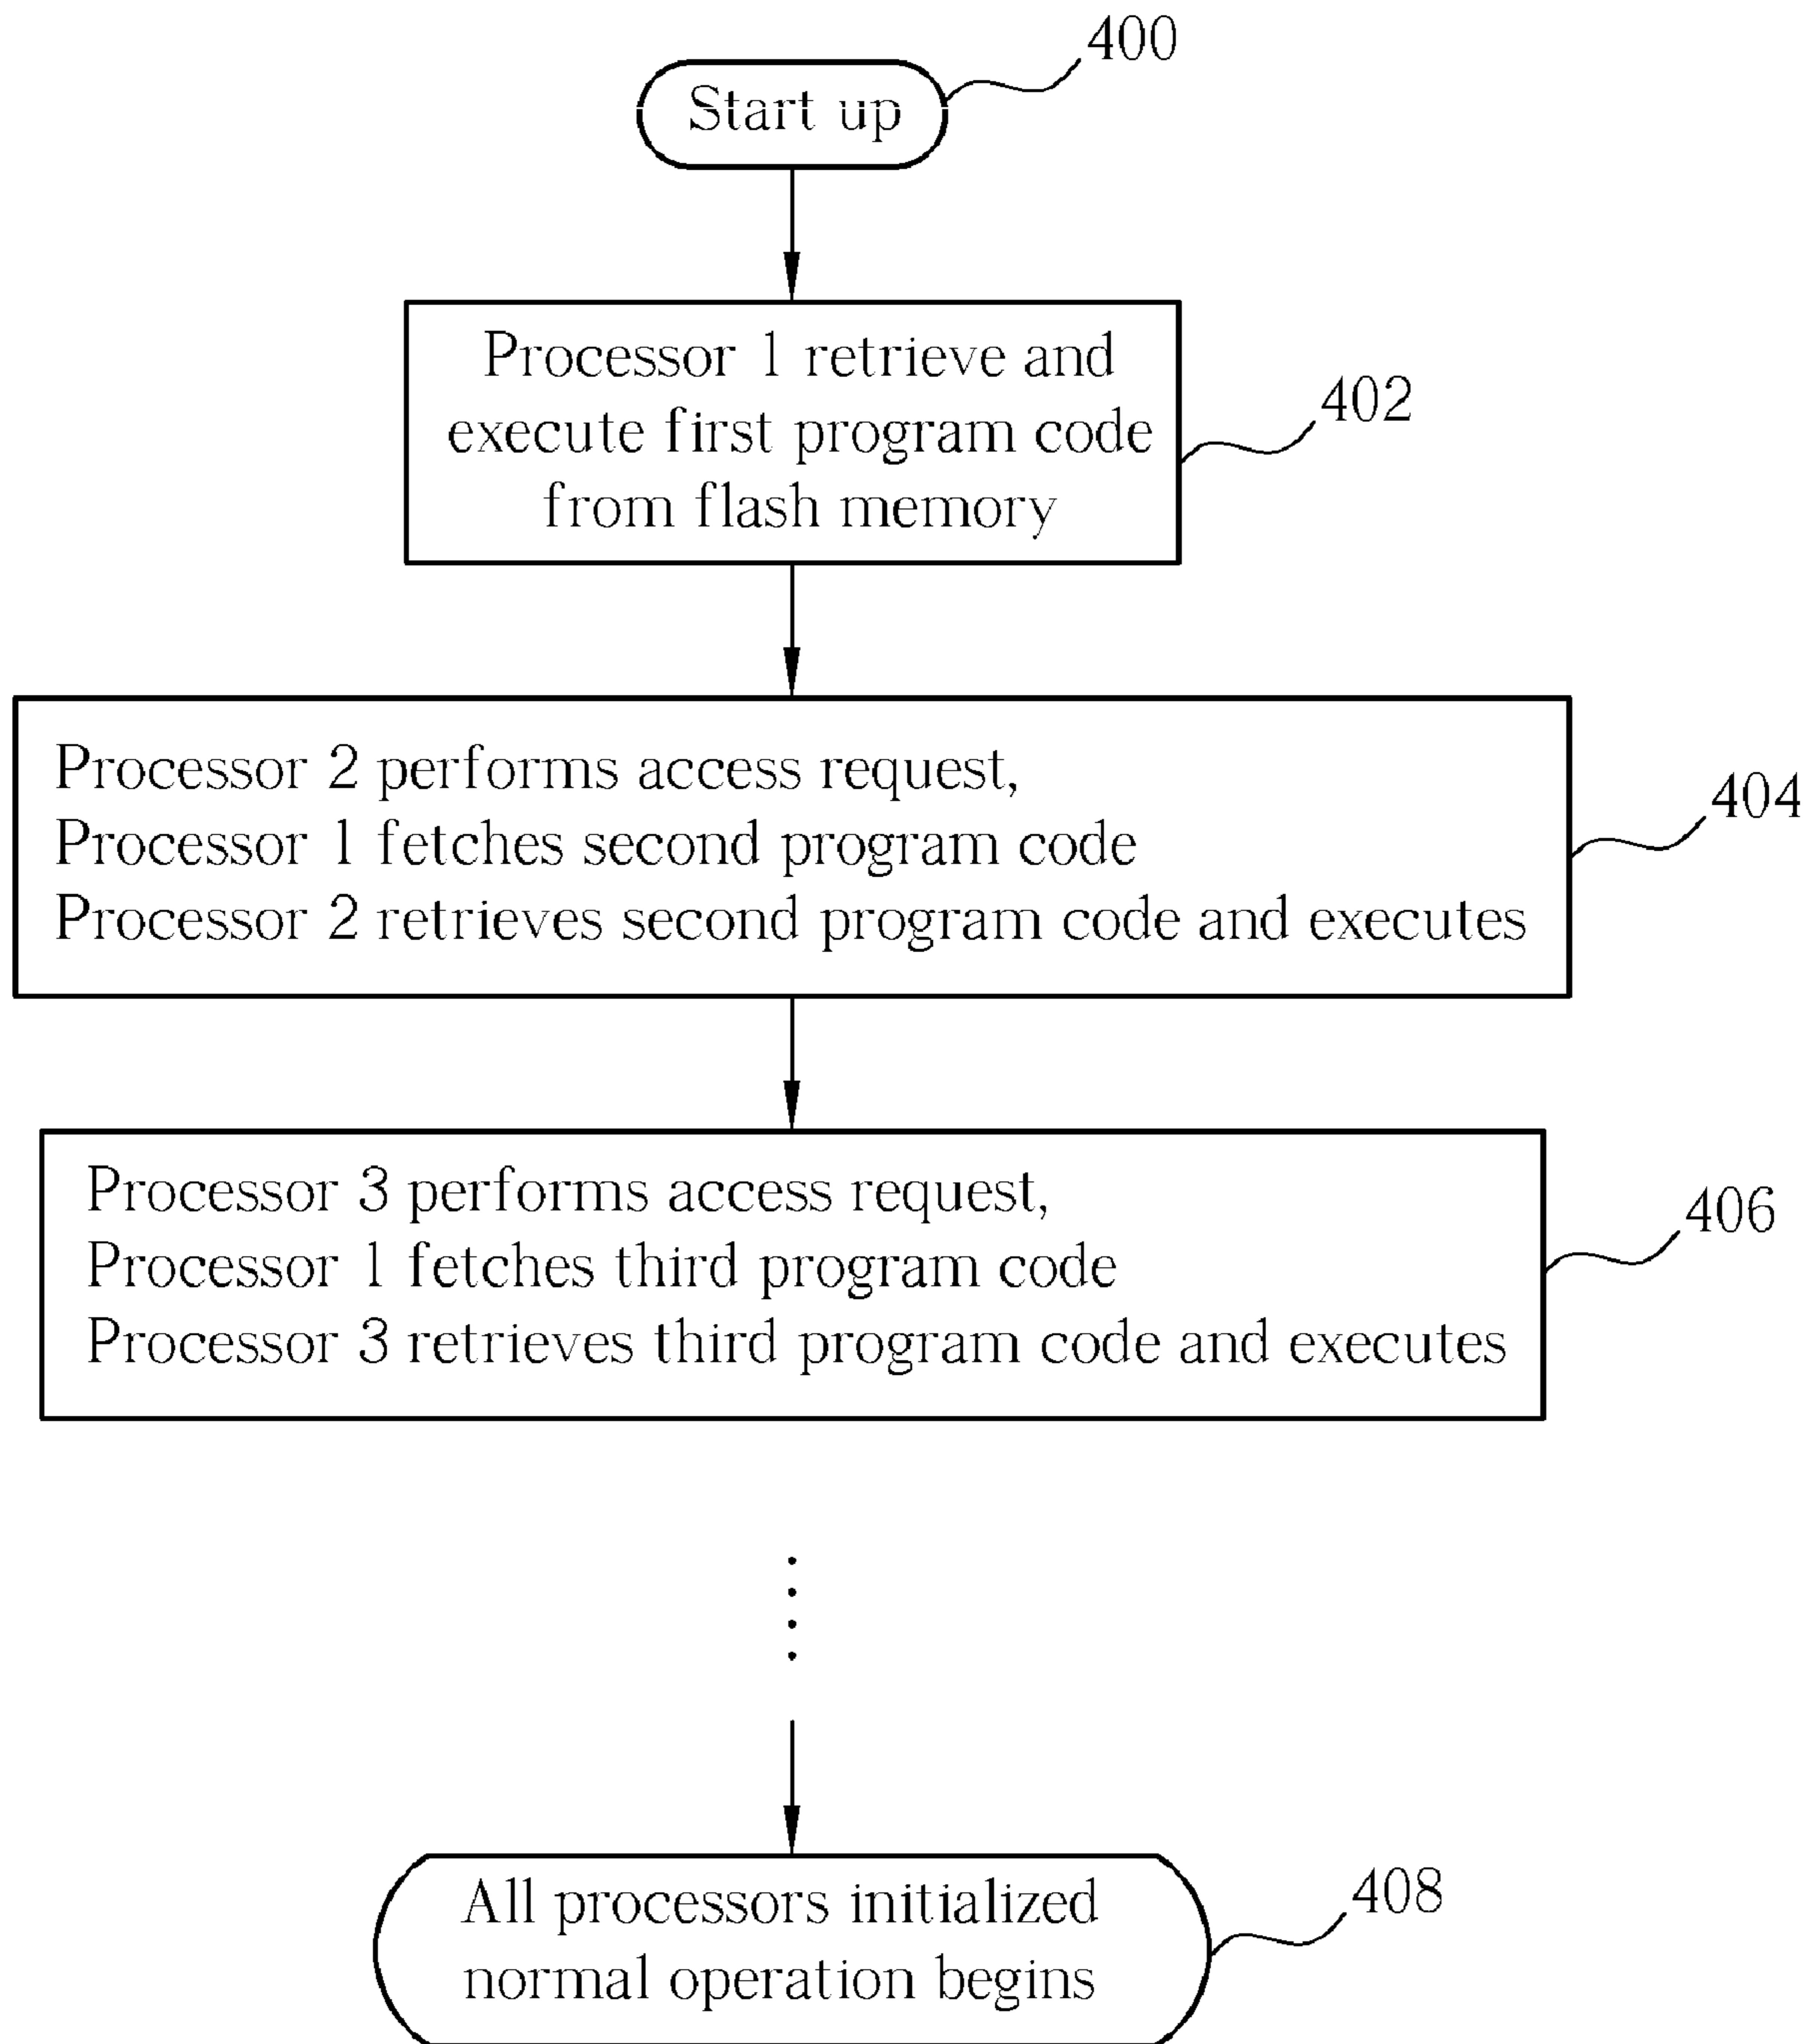 400
Start up
Processor 1 retrieve and
execute first program code
from flash memory
402
Processor 2 performs access request,
Processor 1 fetches second program code
Processor 2 retrieves second program code and executes
404
Processor 3 performs access request,
Processor 1 fetches third program code
Processor 3 retrieves third program code and executes
406
All processors initialized
normal operation begins
408